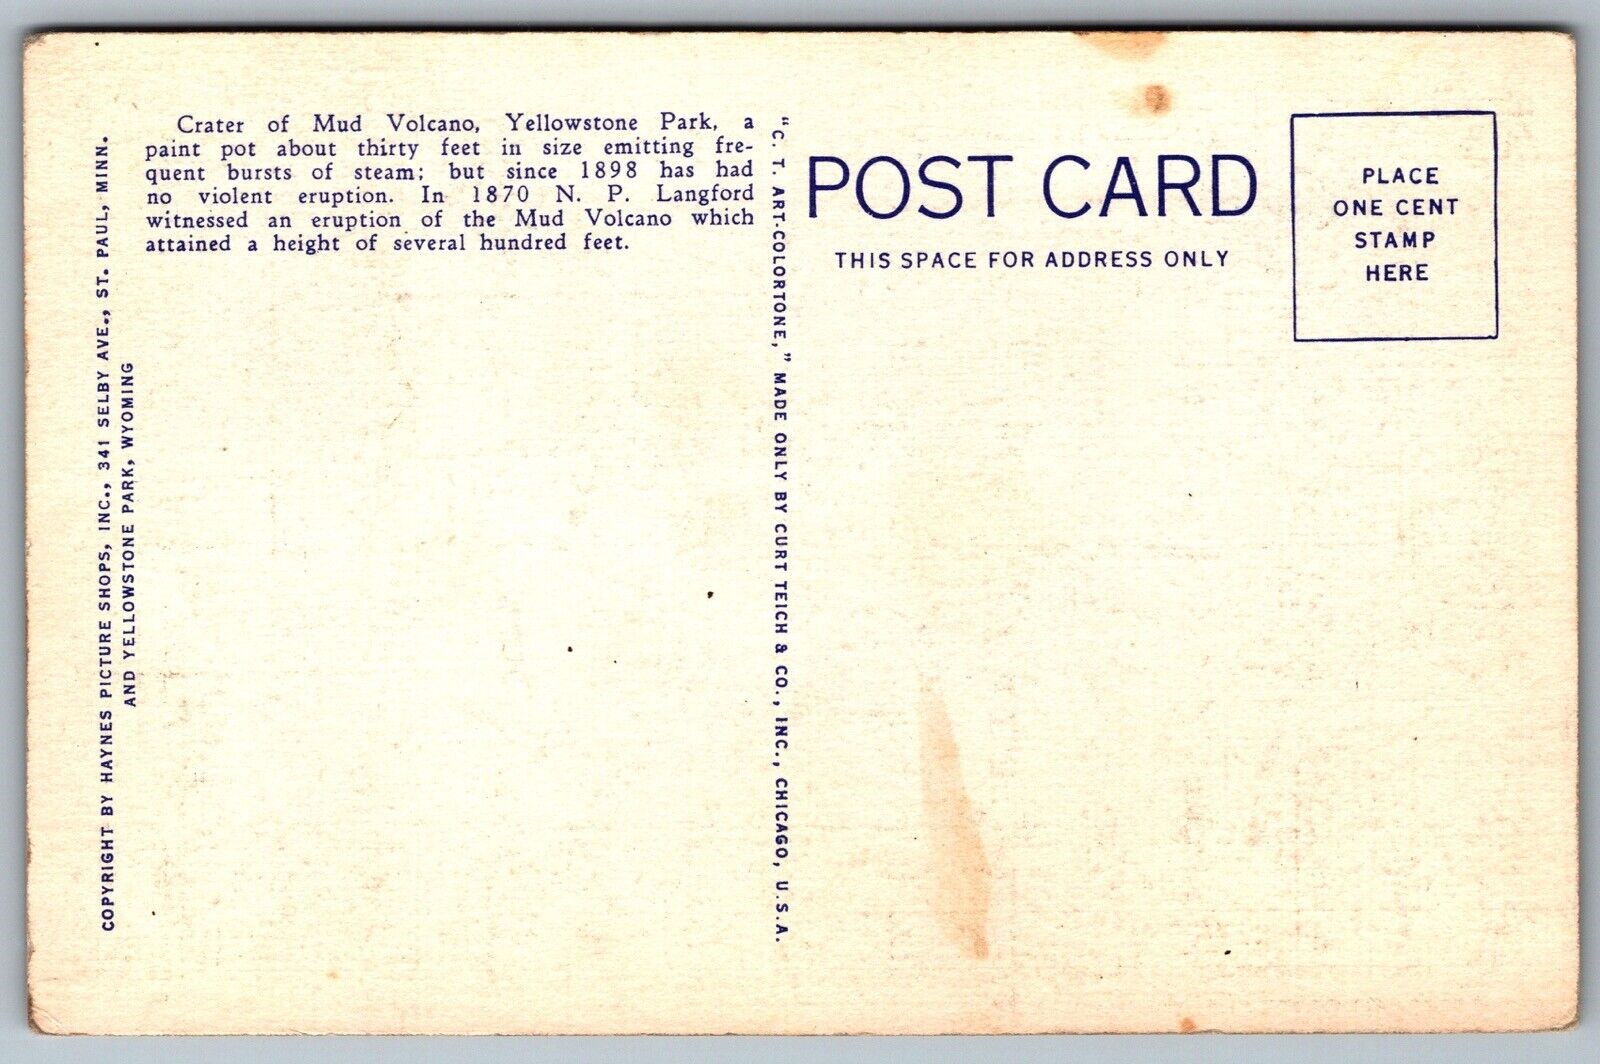 Crater of Mud Volcano, Yellowstone Park, a
paint pot about thirty feet in size emitting fre-
quent bursts of steam; but since 1898 has had
no violent eruption. In 1870 N. P. Langford
witnessed an eruption of the Mud Volcano which
attained a height of several hundred feet.
COPYRIGHT BY HAYNES PICTURE SHOPS, INC., 341 SELBY AVE., ST. PAUL, MINN.
AND YELLOWSTONE PARK, WYOMING
"C. T. ART-COLORTONE," MADE ONLY BY CURT TEICH & CO., INC., CHICAGO, U.S.A.
POST CARD
THIS SPACE FOR ADDRESS ONLY
PLACE
ONE CENT
STAMP
HERE